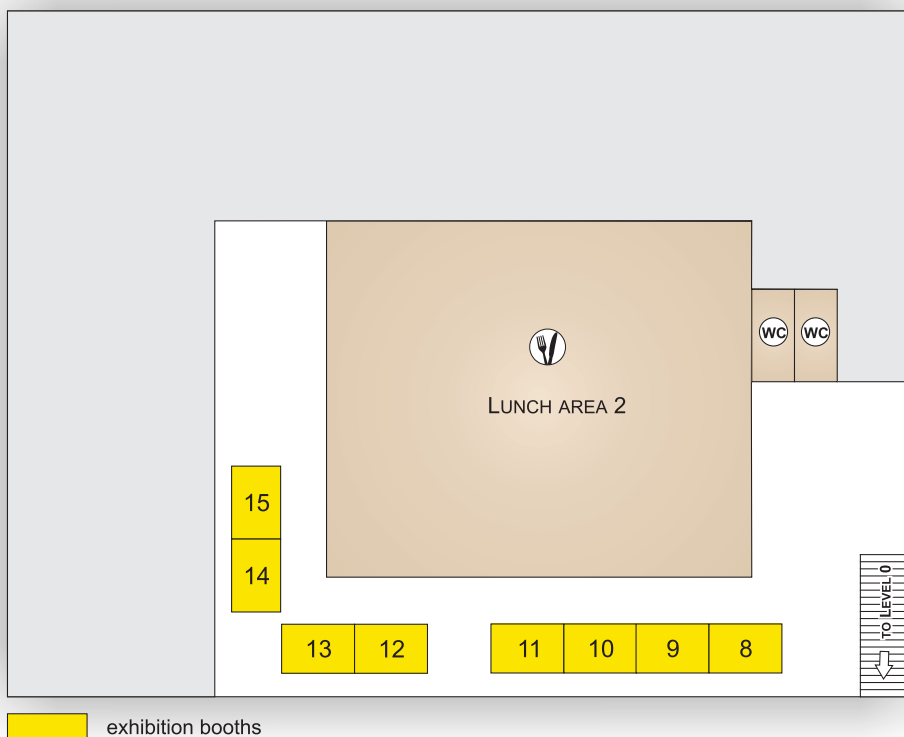 WC WC
LUNCH AREA 2
15
14
TO LEVEL 0
13 12 11 10 9 8
exhibition booths